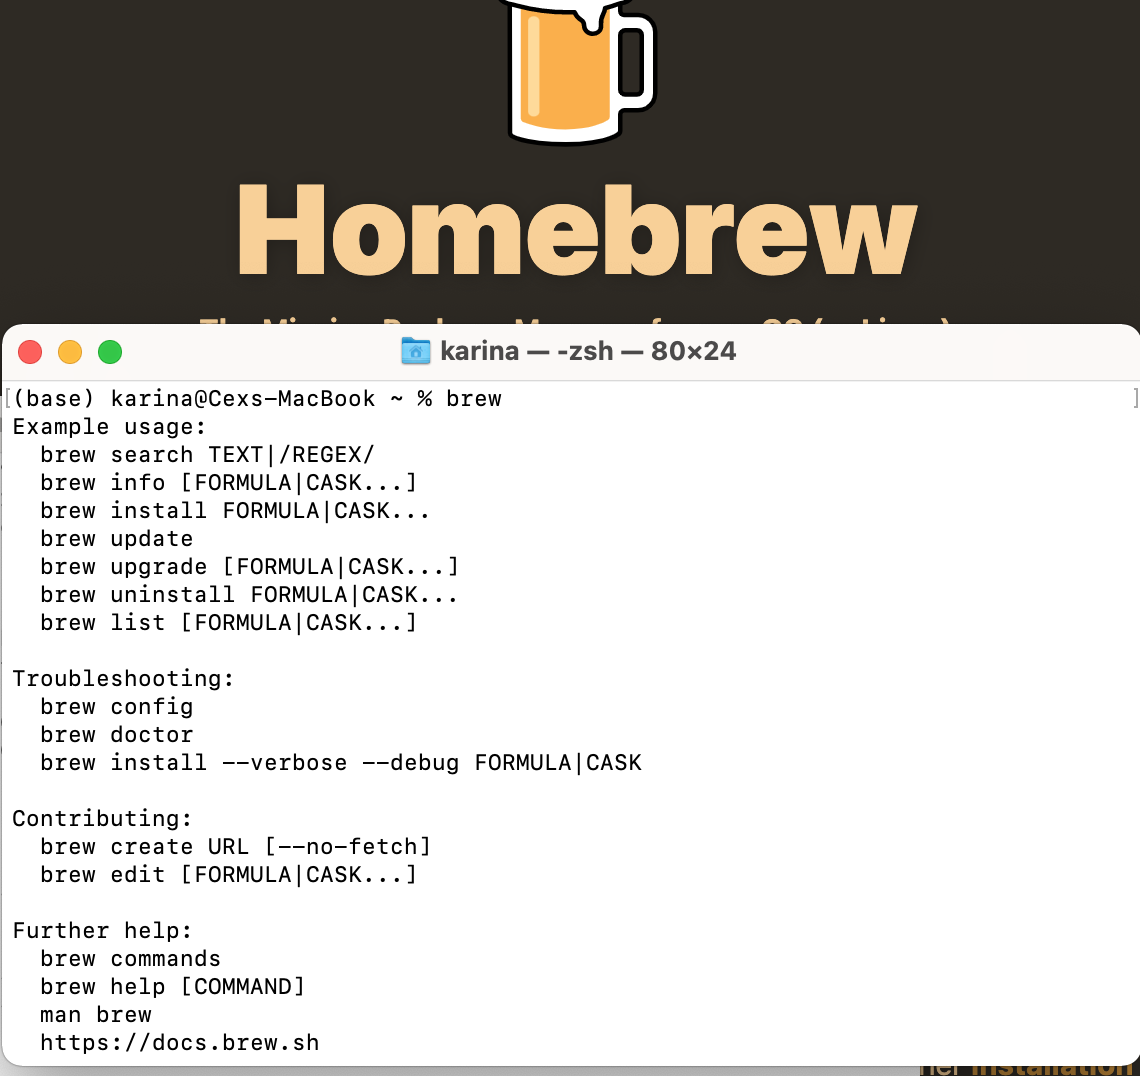 Homebrew
karina — -zsh — 80×24
(base) karina@Cexs-MacBook ~ % brew
Example usage:
  brew search TEXT|/REGEX/
  brew info [FORMULA|CASK...]
  brew install FORMULA|CASK...
  brew update
  brew upgrade [FORMULA|CASK...]
  brew uninstall FORMULA|CASK...
  brew list [FORMULA|CASK...]

Troubleshooting:
  brew config
  brew doctor
  brew install --verbose --debug FORMULA|CASK

Contributing:
  brew create URL [--no-fetch]
  brew edit [FORMULA|CASK...]

Further help:
  brew commands
  brew help [COMMAND]
  man brew
  https://docs.brew.sh